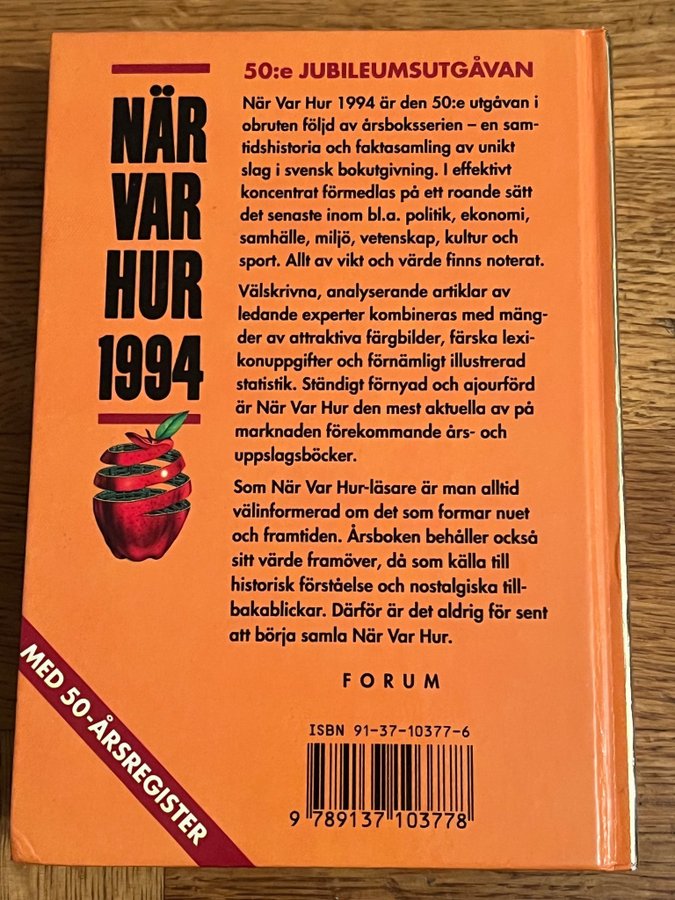 NÄR
VAR
HUR
1994
50:e JUBILEUMSUTGÅVAN
När Var Hur 1994 är den 50:e utgåvan i
obruten följd av årsboksserien – en sam-
tidshistoria och faktasamling av unikt
slag i svensk bokutgivning. I effektivt
koncentrat förmedlas på ett roande sätt
det senaste inom bl.a. politik, ekonomi,
samhälle, miljö, vetenskap, kultur och
sport. Allt av vikt och värde finns noterat.
Välskrivna, analyserande artiklar av
ledande experter kombineras med mäng-
der av attraktiva färgbilder, färska lexi-
konuppgifter och förnämligt illustrerad
statistik. Ständigt förnyad och ajourförd
är När Var Hur den mest aktuella av på
marknaden förekommande års- och
uppslagsböcker.
Som När Var Hur-läsare är man alltid
välinformerad om det som formar nuet
och framtiden. Årsboken behåller också
sitt värde framöver, då som källa till
historisk förståelse och nostalgiska till-
bakablickar. Därför är det aldrig för sent
att börja samla När Var Hur.
FORUM
MED 50-ÅRSREGISTER
ISBN 91-37-10377-6
9 789137 103778